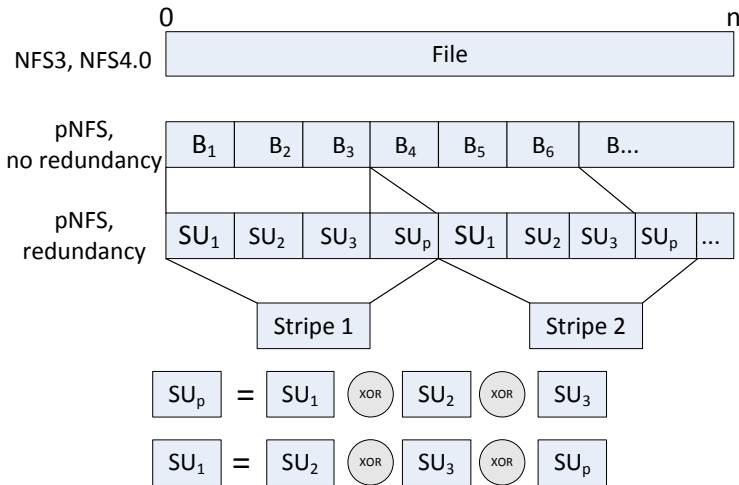 0 n
NFS3, NFS4.0 File
pNFS,
no redundancy B₁ B₂ B₃ B₄ B₅ B₆ B...
pNFS,
redundancy SU₁ SU₂ SU₃ SUₚ SU₁ SU₂ SU₃ SUₚ ...
Stripe 1 Stripe 2
SUₚ = SU₁ XOR SU₂ XOR SU₃
SU₁ = SU₂ XOR SU₃ XOR SUₚ